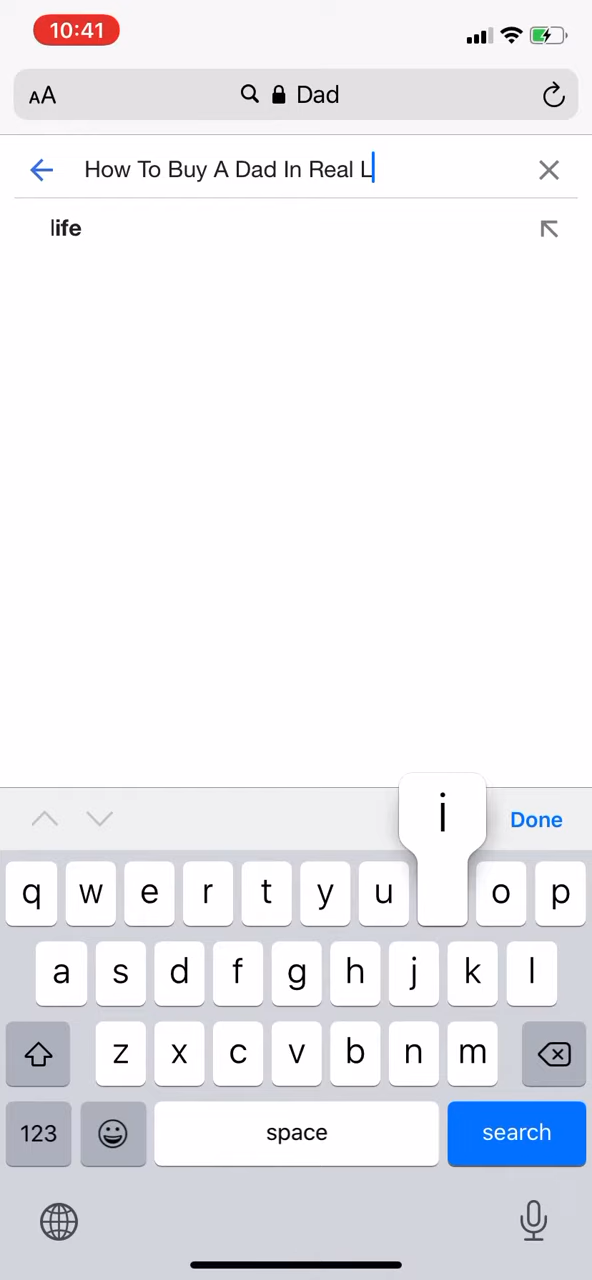 10:41
AA Dad
How To Buy A Dad In Real L
life
i
Done
q w e r t y u o p
a s d f g h j k l
z x c v b n m
123 space search